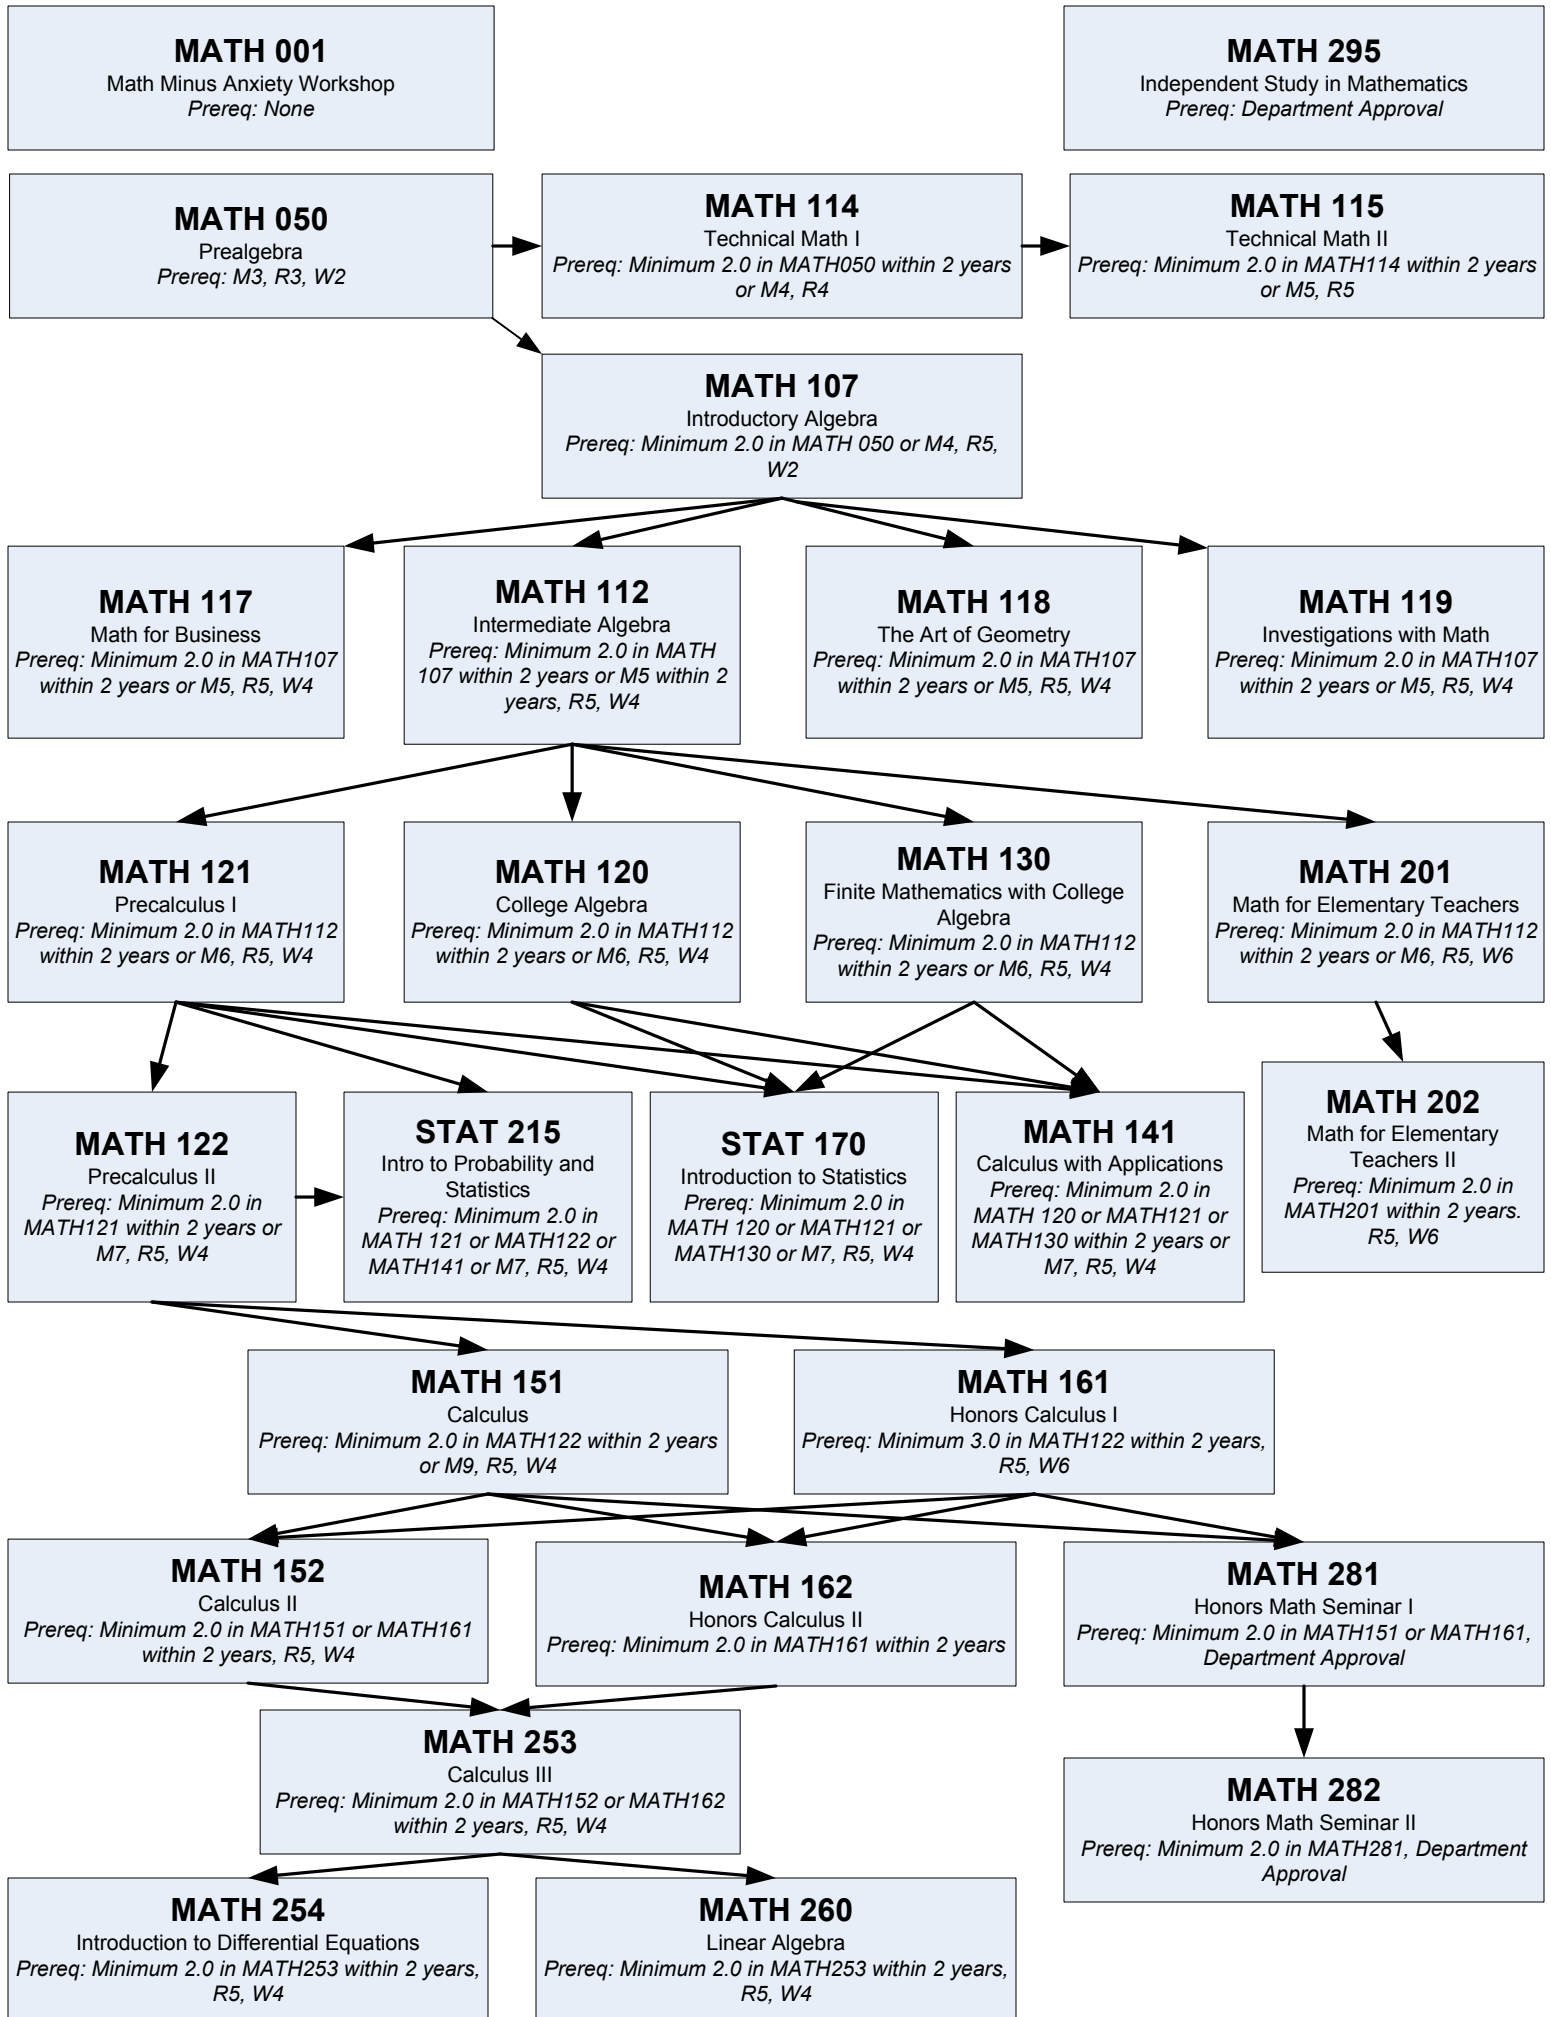 MATH 001
Math Minus Anxiety Workshop
Prereq: None
MATH 295
Independent Study in Mathematics
Prereq: Department Approval
MATH 050
Prealgebra
Prereq: M3, R3, W2
MATH 114
Technical Math I
Prereq: Minimum 2.0 in MATH050 within 2 years
or M4, R4
MATH 115
Technical Math II
Prereq: Minimum 2.0 in MATH114 within 2 years
or M5, R5
MATH 107
Introductory Algebra
Prereq: Minimum 2.0 in MATH 050 or M4, R5,
W2
MATH 117
Math for Business
Prereq: Minimum 2.0 in MATH107
within 2 years or M5, R5, W4
MATH 112
Intermediate Algebra
Prereq: Minimum 2.0 in MATH
107 within 2 years or M5 within 2
years, R5, W4
MATH 118
The Art of Geometry
Prereq: Minimum 2.0 in MATH107
within 2 years or M5, R5, W4
MATH 119
Investigations with Math
Prereq: Minimum 2.0 in MATH107
within 2 years or M5, R5, W4
MATH 121
Precalculus I
Prereq: Minimum 2.0 in MATH112
within 2 years or M6, R5, W4
MATH 120
College Algebra
Prereq: Minimum 2.0 in MATH112
within 2 years or M6, R5, W4
MATH 130
Finite Mathematics with College
Algebra
Prereq: Minimum 2.0 in MATH112
within 2 years or M6, R5, W4
MATH 201
Math for Elementary Teachers
Prereq: Minimum 2.0 in MATH112
within 2 years or M6, R5, W6
MATH 122
Precalculus II
Prereq: Minimum 2.0 in
MATH121 within 2 years or
M7, R5, W4
STAT 215
Intro to Probability and
Statistics
Prereq: Minimum 2.0 in
MATH 121 or MATH122 or
MATH141 or M7, R5, W4
STAT 170
Introduction to Statistics
Prereq: Minimum 2.0 in
MATH 120 or MATH121 or
MATH130 or M7, R5, W4
MATH 141
Calculus with Applications
Prereq: Minimum 2.0 in
MATH 120 or MATH121 or
MATH130 within 2 years or
M7, R5, W4
MATH 202
Math for Elementary
Teachers II
Prereq: Minimum 2.0 in
MATH201 within 2 years.
R5, W6
MATH 151
Calculus
Prereq: Minimum 2.0 in MATH122 within 2 years
or M9, R5, W4
MATH 161
Honors Calculus I
Prereq: Minimum 3.0 in MATH122 within 2 years,
R5, W6
MATH 152
Calculus II
Prereq: Minimum 2.0 in MATH151 or MATH161
within 2 years, R5, W4
MATH 162
Honors Calculus II
Prereq: Minimum 2.0 in MATH161 within 2 years
MATH 281
Honors Math Seminar I
Prereq: Minimum 2.0 in MATH151 or MATH161,
Department Approval
MATH 253
Calculus III
Prereq: Minimum 2.0 in MATH152 or MATH162
within 2 years, R5, W4
MATH 282
Honors Math Seminar II
Prereq: Minimum 2.0 in MATH281, Department
Approval
MATH 254
Introduction to Differential Equations
Prereq: Minimum 2.0 in MATH253 within 2 years,
R5, W4
MATH 260
Linear Algebra
Prereq: Minimum 2.0 in MATH253 within 2 years,
R5, W4